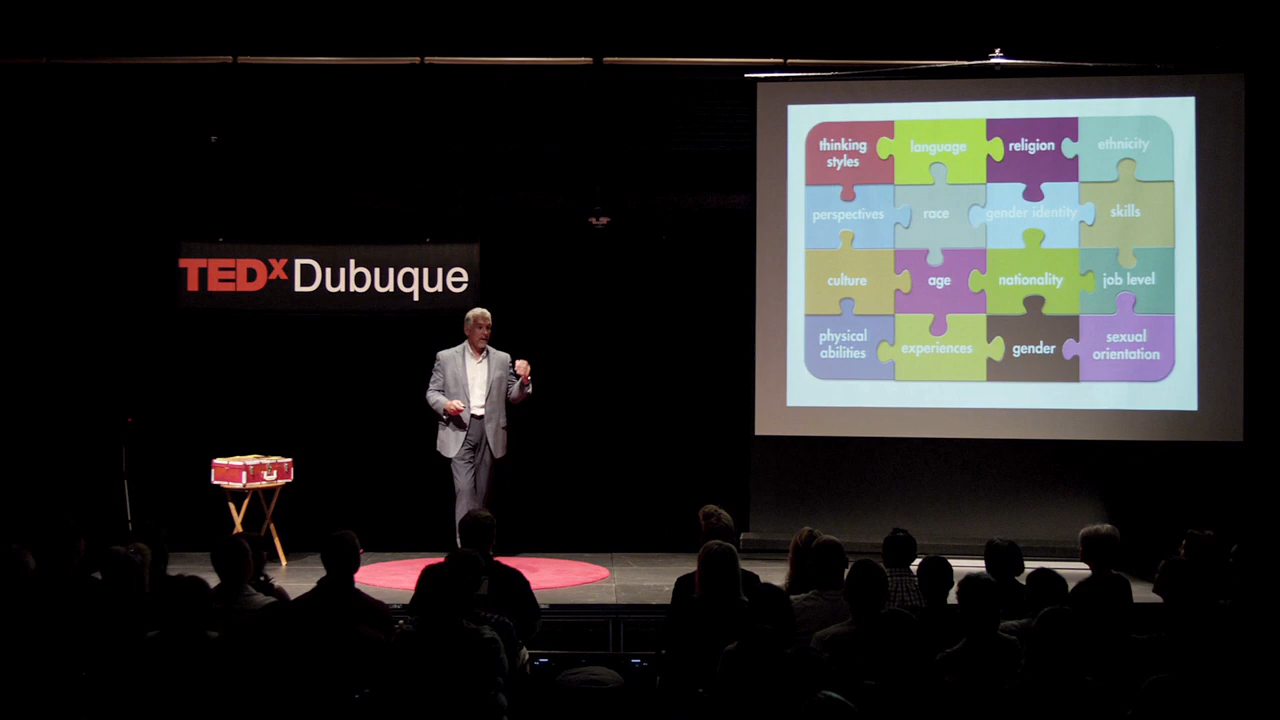 TEDx Dubuque
thinking styles
language
religion
ethnicity
perspectives
race
gender identity
skills
culture
age
nationality
job level
physical abilities
experiences
gender
sexual orientation